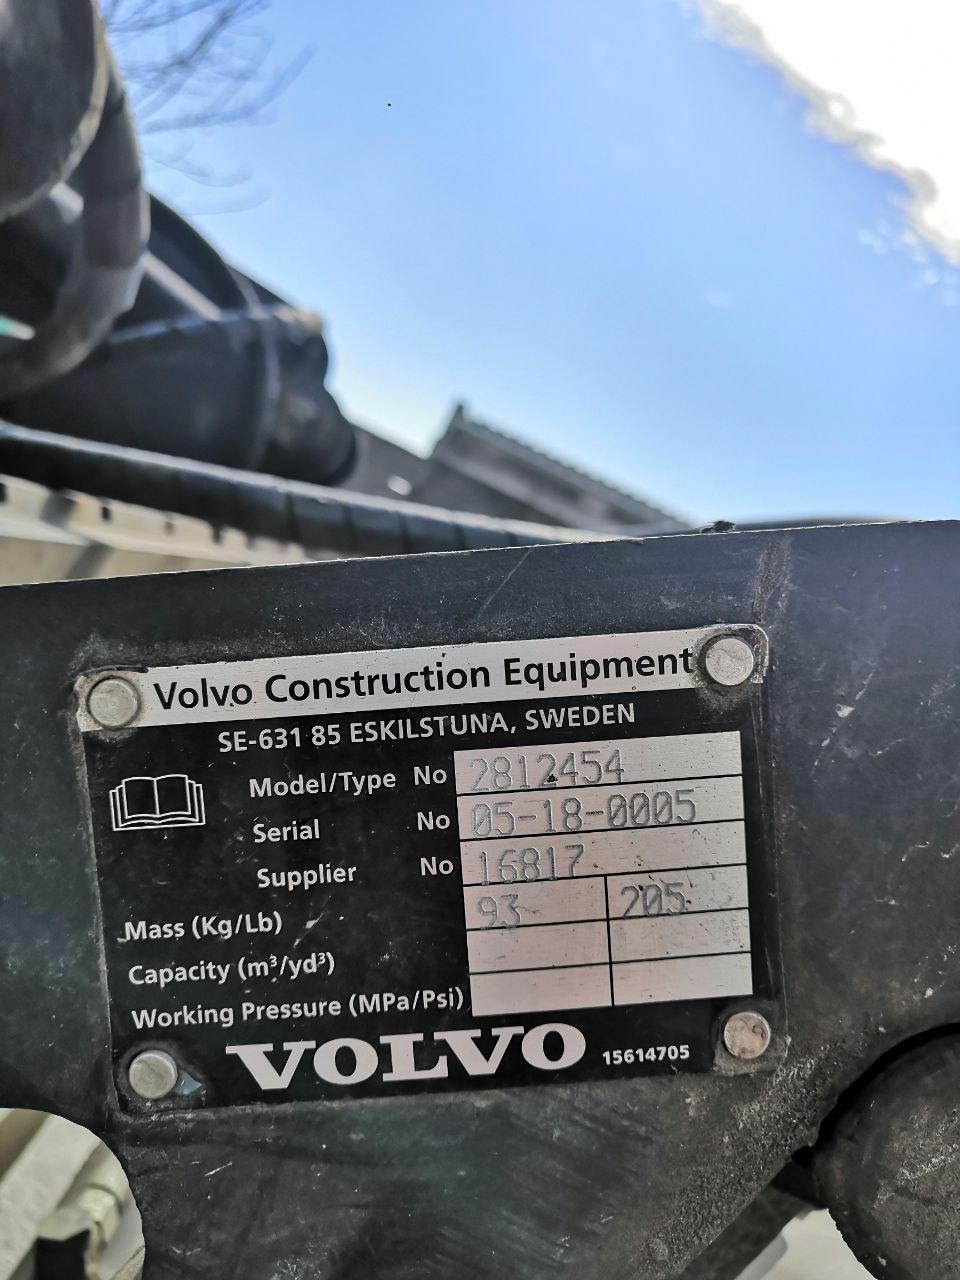 Volvo Construction Equipment
SE-631 85 ESKILSTUNA, SWEDEN
Model/Type No 2812454
Serial No 05-18-0005
Supplier No 16817
Mass (Kg/Lb) 93 205
Capacity (m³/yd³)
Working Pressure (MPa/Psi)
VOLVO 15614705